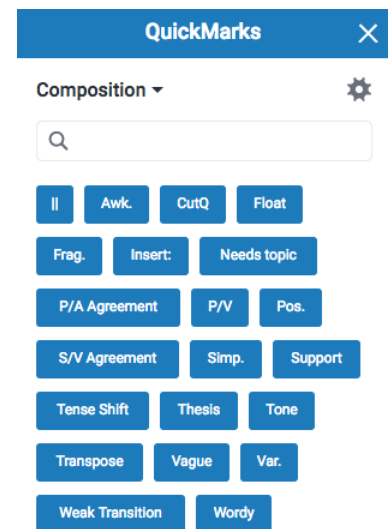 QuickMarks
Composition
|| Awk. CutQ Float
Frag. Insert: Needs topic
P/A Agreement P/V Pos.
S/V Agreement Simp. Support
Tense Shift Thesis Tone
Transpose Vague Var.
Weak Transition Wordy